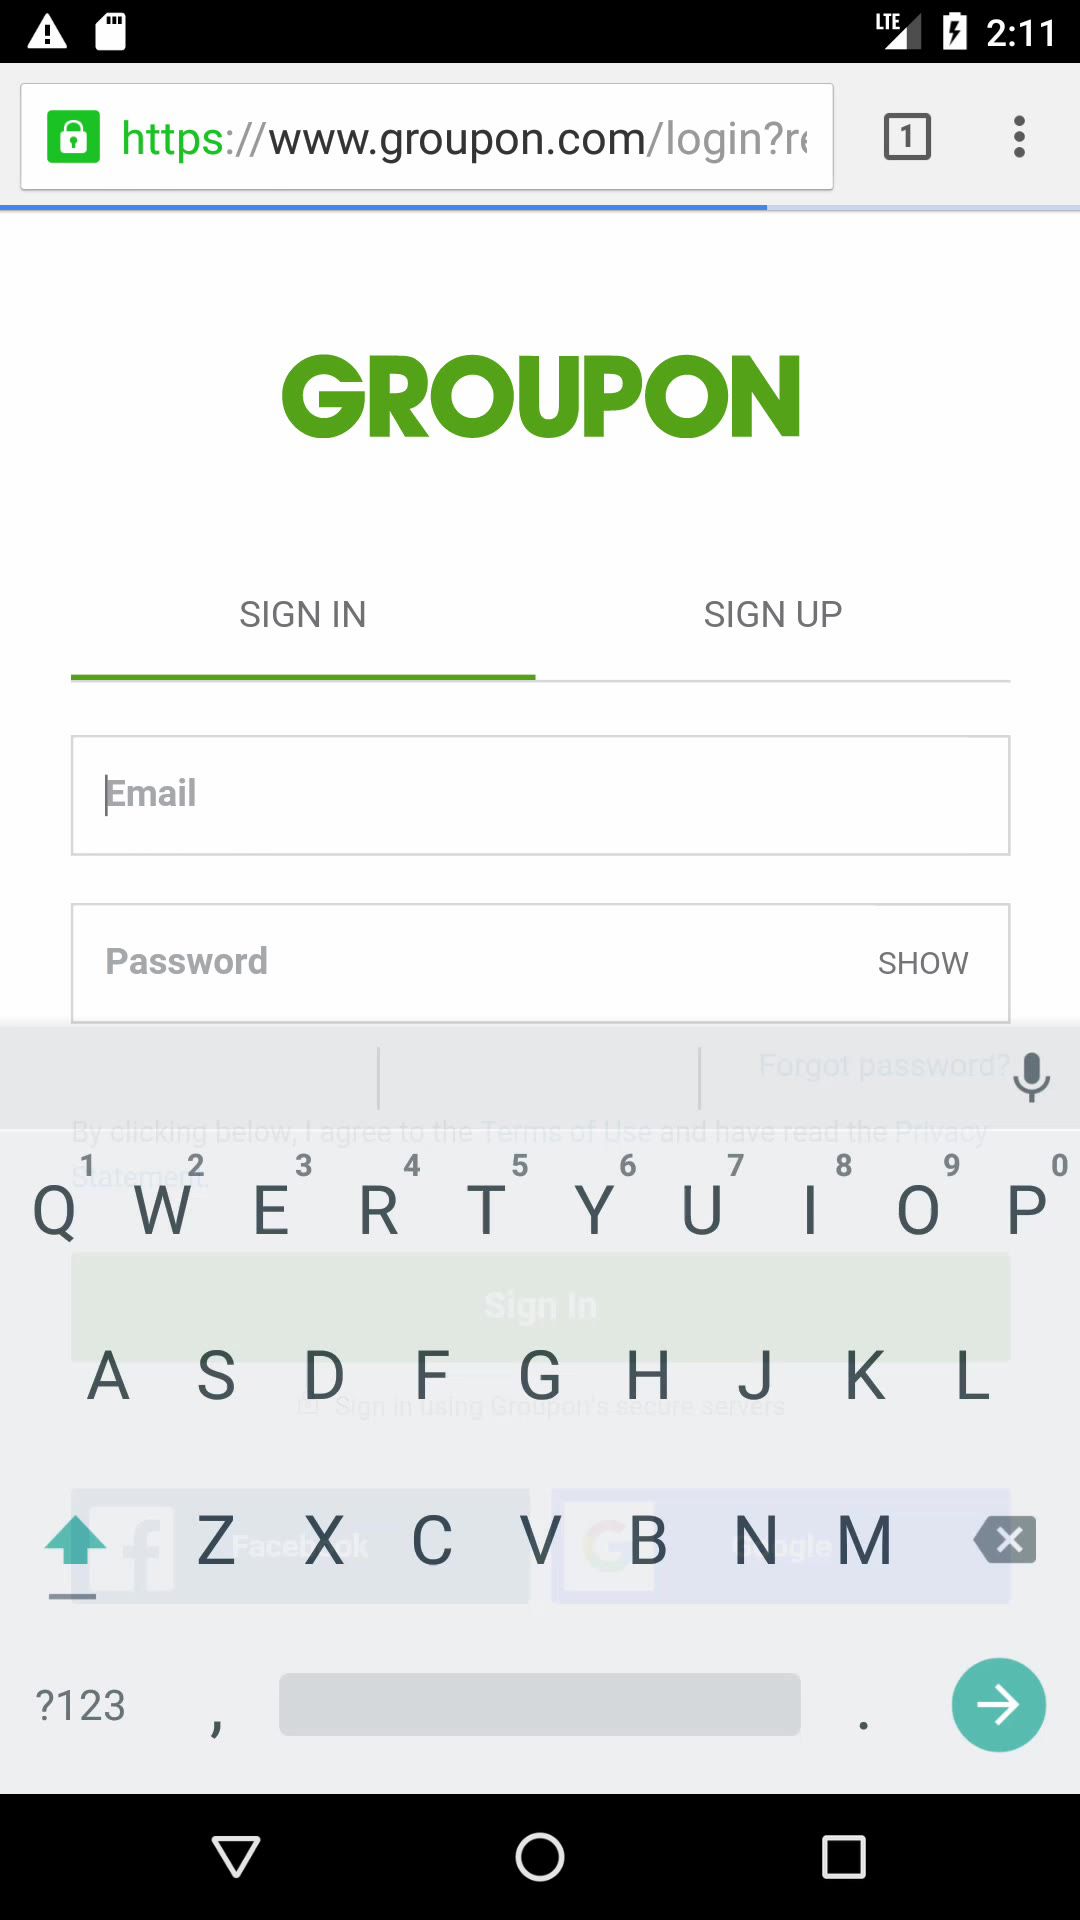 LTE 2:11
https://www.groupon.com/login?re
1
GROUPON
SIGN IN SIGN UP
Email
Password SHOW
Forgot password?
By clicking below, I agree to the Terms of Use and have read the Privacy
Statement.
1 2 3 4 5 6 7 8 9 0
Q W E R T Y U I O P
Sign In
A S D F G H J K L
Sign in using Groupon's secure servers
Z X C V B N M
Facebook Google
?123 , .